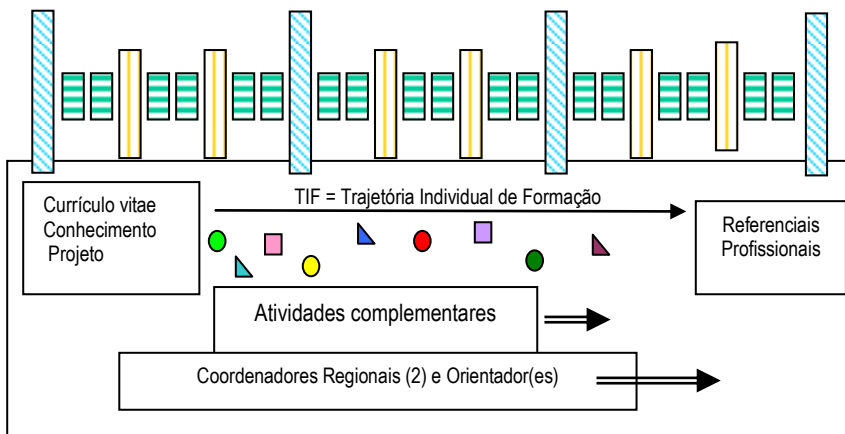 TIF = Trajetória Individual de Formação
Currículo vitae
Conhecimento
Projeto
Referenciais
Profissionais
Atividades complementares
Coordenadores Regionais (2) e Orientador(es)